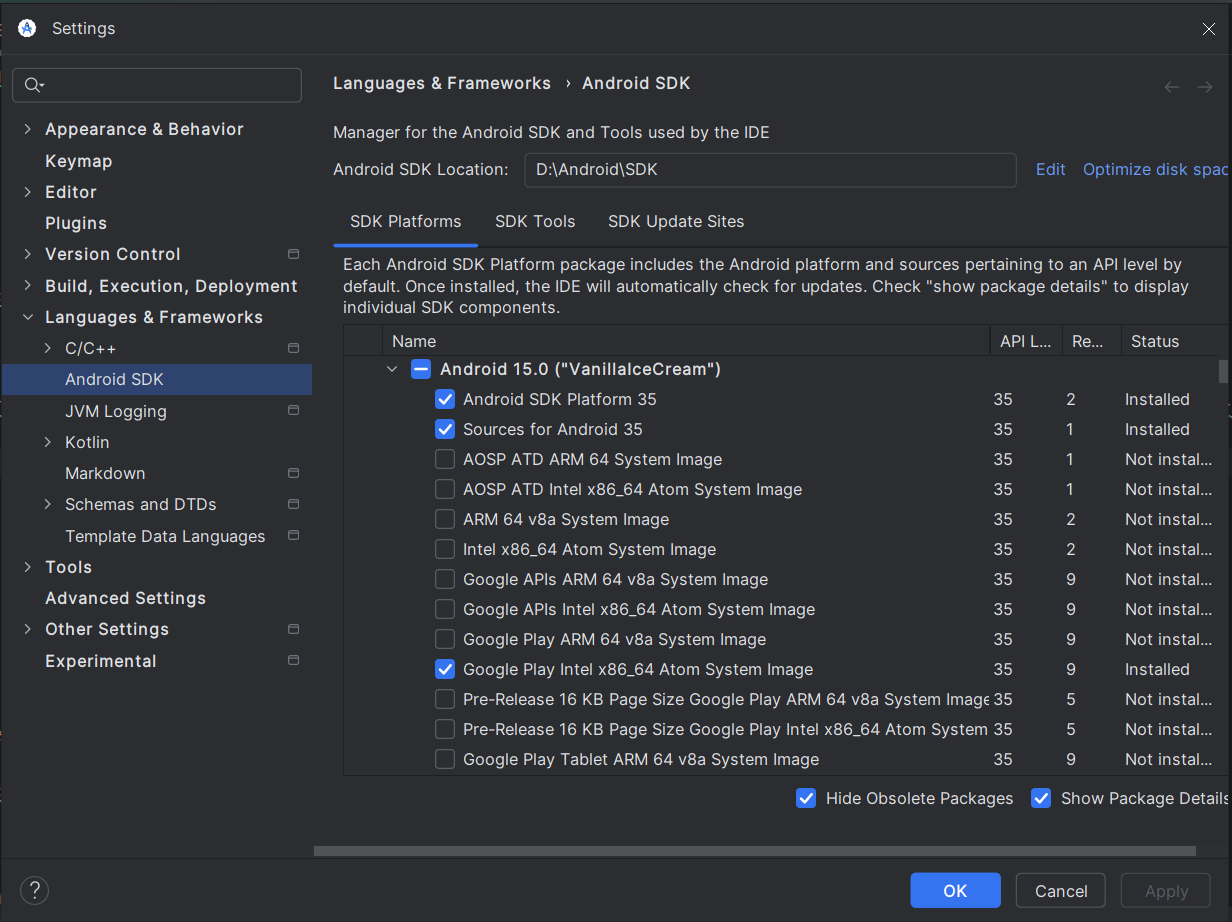 Settings
Languages & Frameworks › Android SDK
Appearance & Behavior
Keymap
Editor
Plugins
Version Control
Build, Execution, Deployment
Languages & Frameworks
C/C++
Android SDK
JVM Logging
Kotlin
Markdown
Schemas and DTDs
Template Data Languages
Tools
Advanced Settings
Other Settings
Experimental
Manager for the Android SDK and Tools used by the IDE
Android SDK Location: D:\Android\SDK Edit Optimize disk spac
SDK Platforms SDK Tools SDK Update Sites
Each Android SDK Platform package includes the Android platform and sources pertaining to an API level by
default. Once installed, the IDE will automatically check for updates. Check "show package details" to display
individual SDK components.
Name API L... Re... Status
Android 15.0 ("VanillaIceCream")
Android SDK Platform 35 35 2 Installed
Sources for Android 35 35 1 Installed
AOSP ATD ARM 64 System Image 35 1 Not instal...
AOSP ATD Intel x86_64 Atom System Image 35 1 Not instal...
ARM 64 v8a System Image 35 2 Not instal...
Intel x86_64 Atom System Image 35 2 Not instal...
Google APIs ARM 64 v8a System Image 35 9 Not instal...
Google APIs Intel x86_64 Atom System Image 35 9 Not instal...
Google Play ARM 64 v8a System Image 35 9 Not instal...
Google Play Intel x86_64 Atom System Image 35 9 Installed
Pre-Release 16 KB Page Size Google Play ARM 64 v8a System Image 35 5 Not instal...
Pre-Release 16 KB Page Size Google Play Intel x86_64 Atom System 35 5 Not instal...
Google Play Tablet ARM 64 v8a System Image 35 9 Not instal...
Hide Obsolete Packages Show Package Details
? OK Cancel Apply